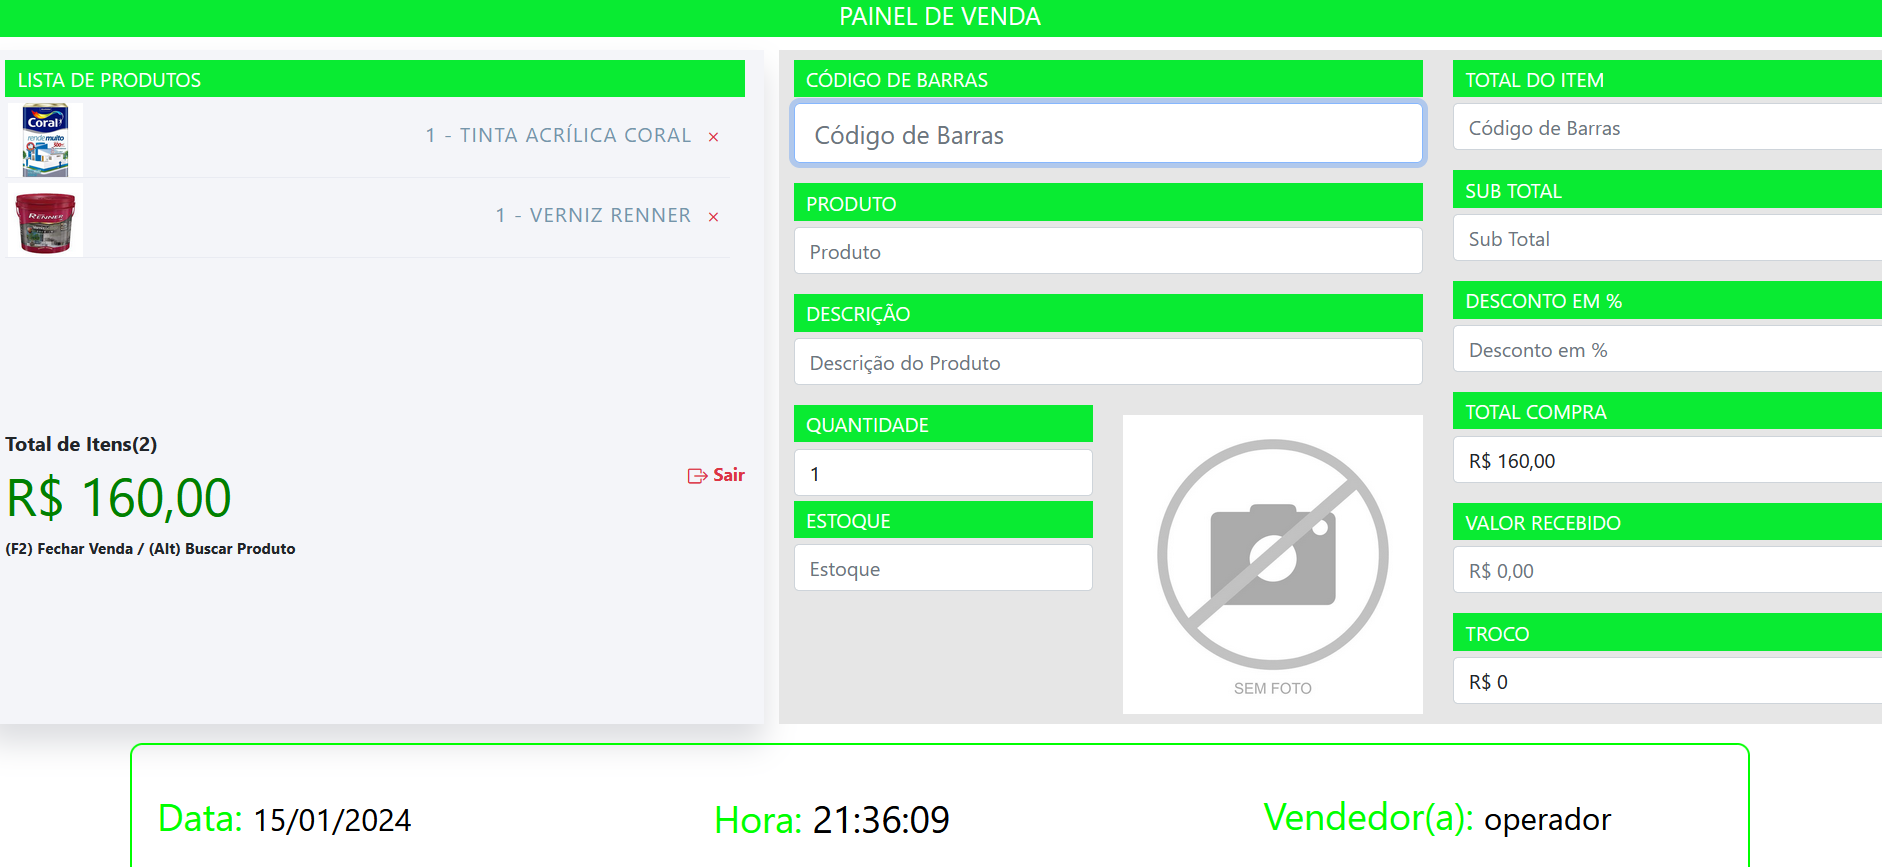 PAINEL DE VENDA
LISTA DE PRODUTOS
Coral
rende muito
1 - TINTA ACRÍLICA CORAL ×
RENNER
1 - VERNIZ RENNER ×
Total de Itens(2)
R$ 160,00
Sair
(F2) Fechar Venda / (Alt) Buscar Produto
CÓDIGO DE BARRAS
Código de Barras
PRODUTO
Produto
DESCRIÇÃO
Descrição do Produto
QUANTIDADE
1
ESTOQUE
Estoque
SEM FOTO
TOTAL DO ITEM
Código de Barras
SUB TOTAL
Sub Total
DESCONTO EM %
Desconto em %
TOTAL COMPRA
R$ 160,00
VALOR RECEBIDO
R$ 0,00
TROCO
R$ 0
Data: 15/01/2024
Hora: 21:36:09
Vendedor(a): operador